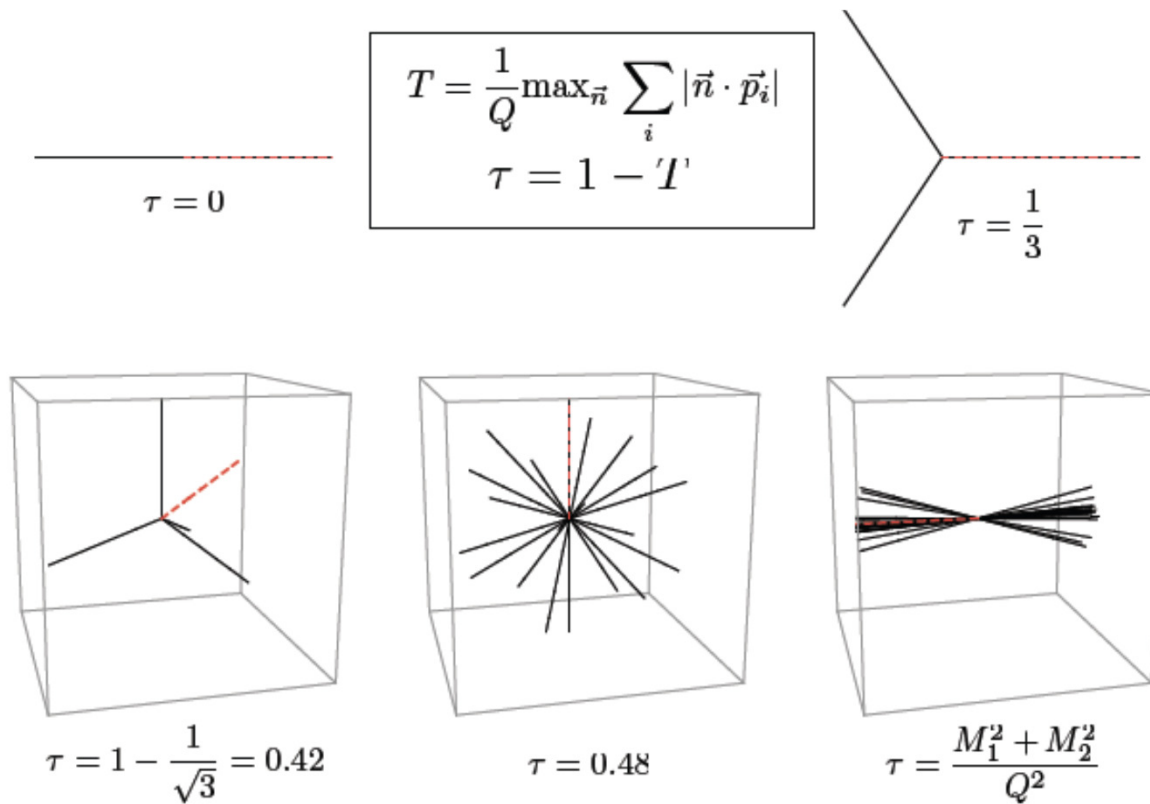 T = \frac{1}{Q} \max_{\vec{n}} \sum_i |\vec{n} \cdot \vec{p_i}|
τ = 1 − T
τ = 0
τ = \frac{1}{3}
τ = 1 − \frac{1}{\sqrt{3}} = 0.42
τ = 0.48
τ = \frac{M_1^2 + M_2^2}{Q^2}